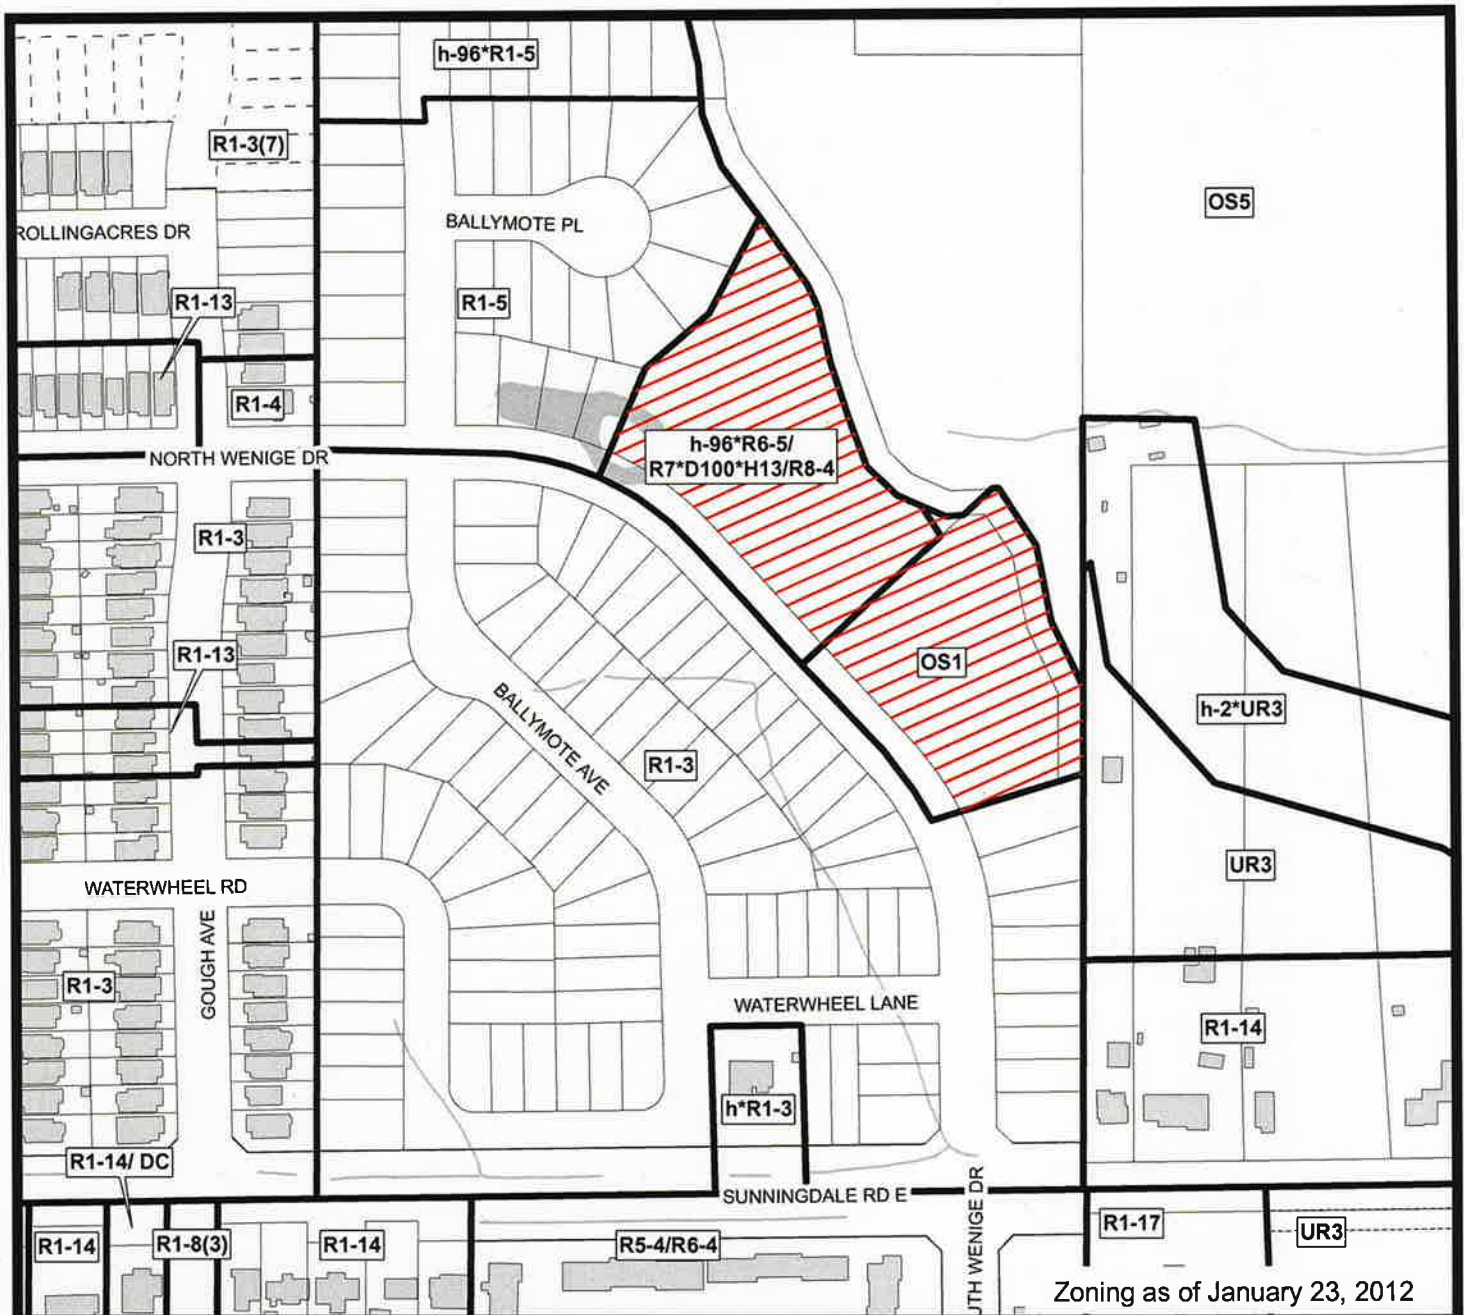 h-96*R1-5
R1-3(7)
OS5
BALLYMOTE PL
ROLLINGACRES DR
R1-13
R1-5
R1-4
h-96*R6-5/
R7*D100*H13/R8-4
NORTH WENIGE DR
R1-3
R1-13
OS1
BALLYMOTE AVE
h-2*UR3
R1-3
UR3
WATERWHEEL RD
GOUGH AVE
R1-3
WATERWHEEL LANE
R1-14
h*R1-3
R1-14/ DC
SUNNINGDALE RD E
UTH WENIGE DR
R1-14
R1-8(3)
R1-14
R5-4/R6-4
R1-17
UR3
Zoning as of January 23, 2012